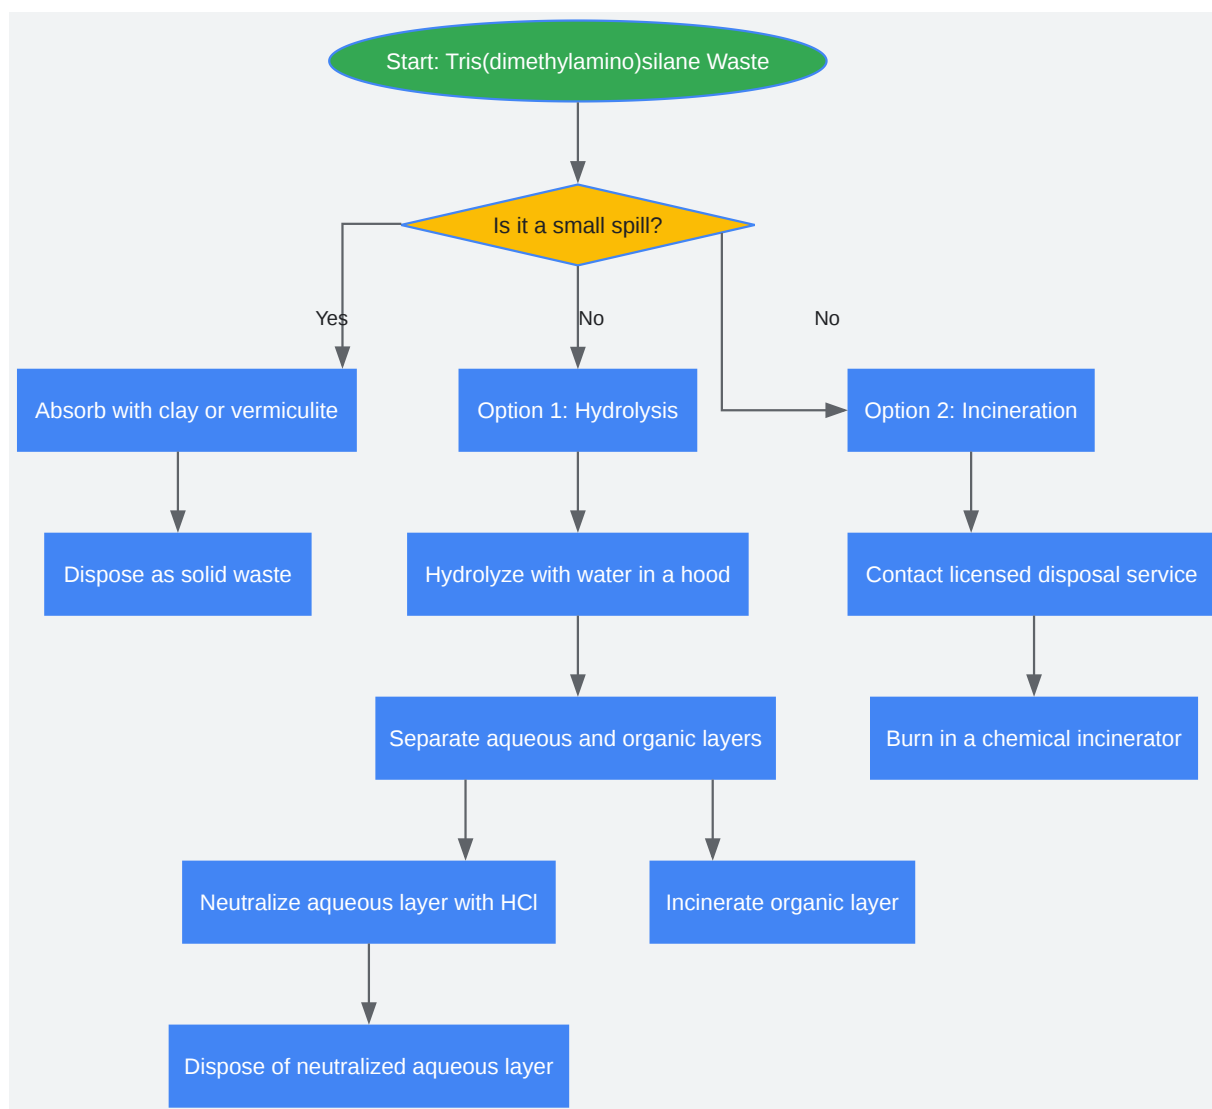 Start: Tris(dimethylamino)silane Waste
Is it a small spill?
Yes
No
No
Absorb with clay or vermiculite
Option 1: Hydrolysis
Option 2: Incineration
Dispose as solid waste
Hydrolyze with water in a hood
Contact licensed disposal service
Separate aqueous and organic layers
Burn in a chemical incinerator
Neutralize aqueous layer with HCl
Incinerate organic layer
Dispose of neutralized aqueous layer